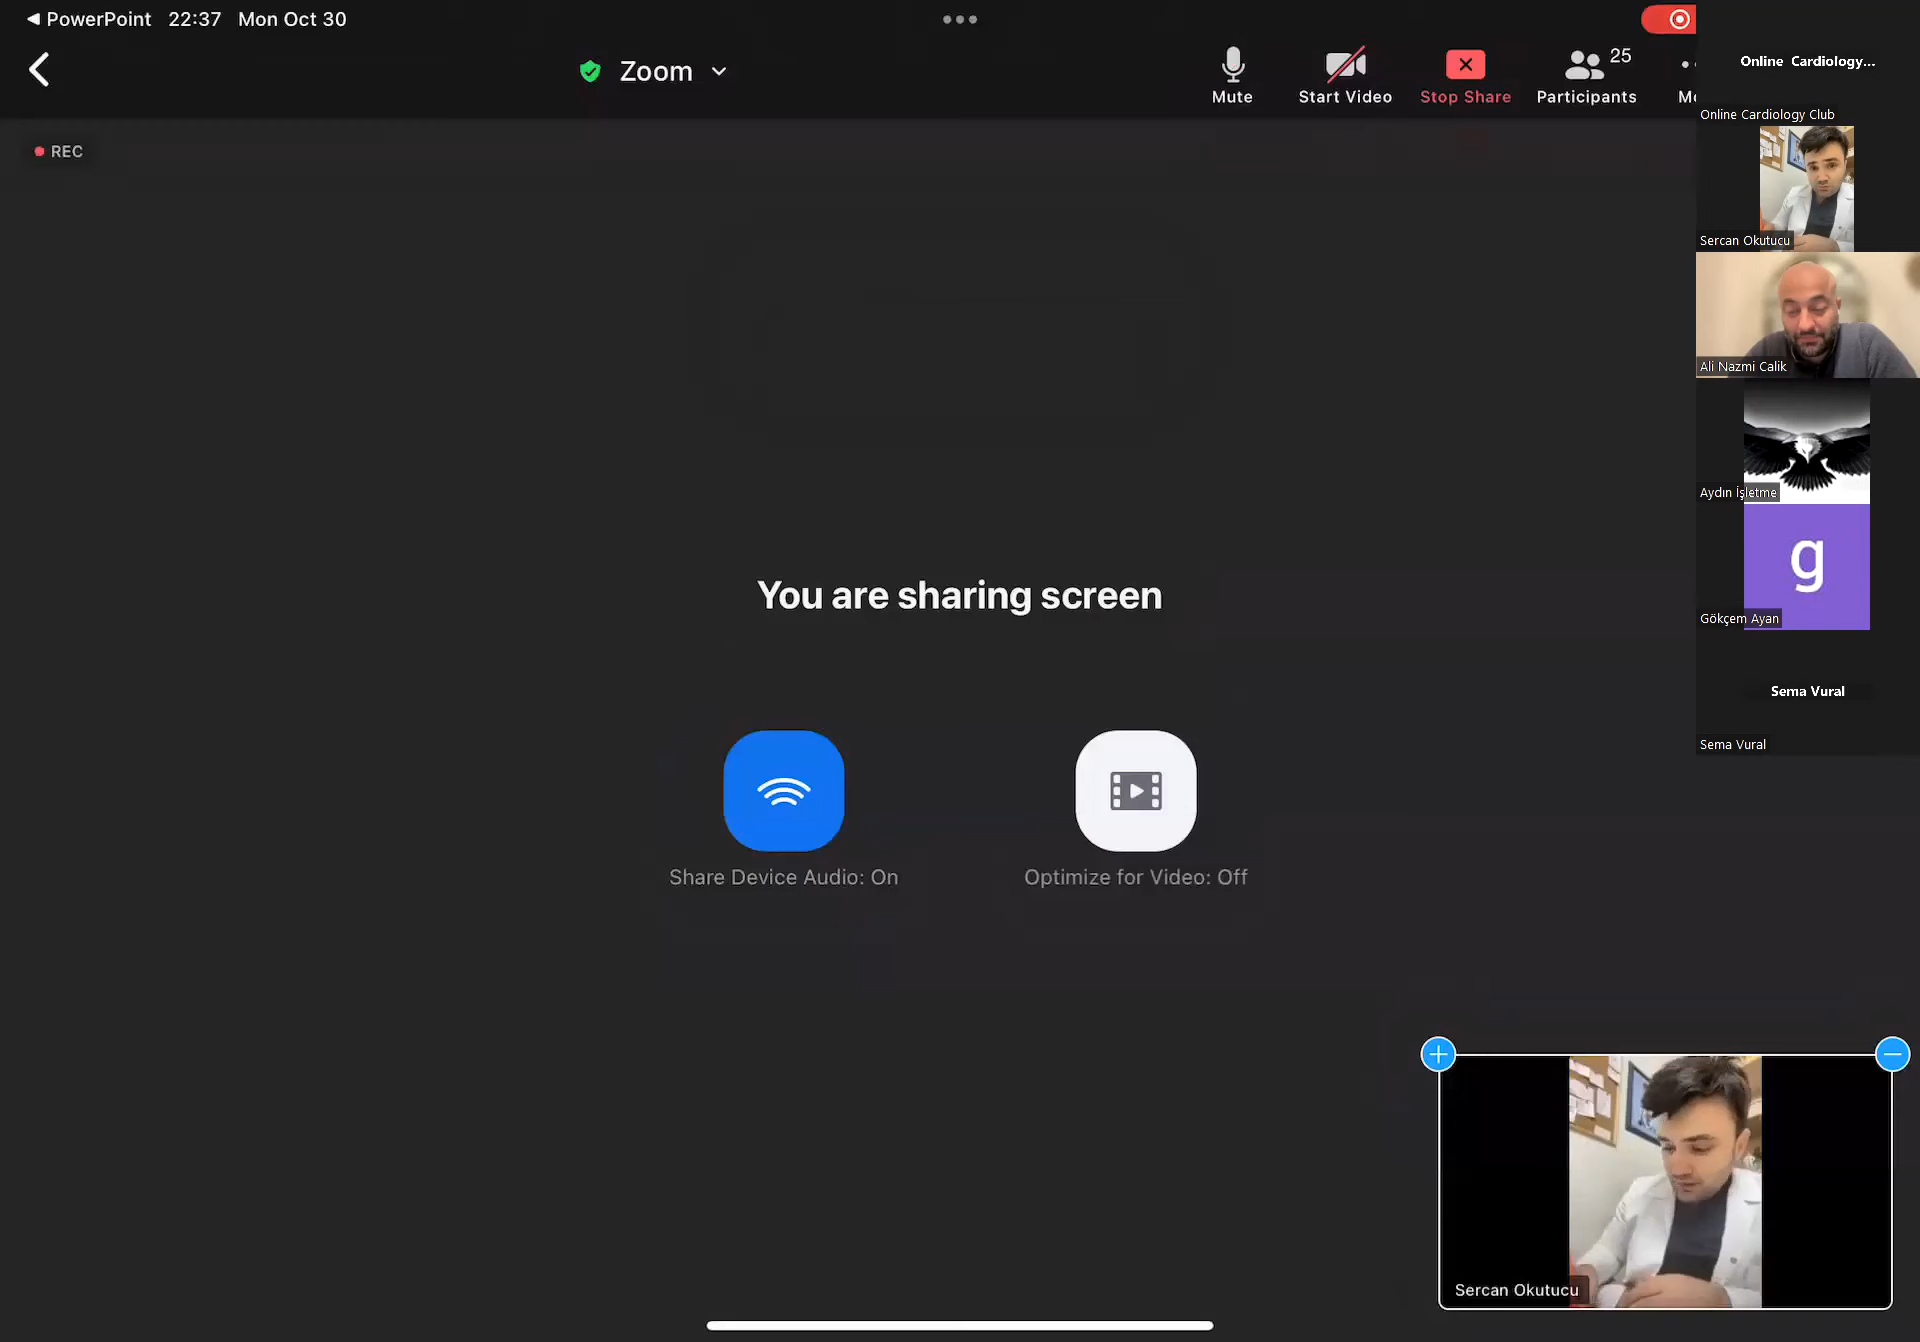 PowerPoint 22:37 Mon Oct 30
Zoom
Mute
Start Video
Stop Share
25
Participants
REC
You are sharing screen
Share Device Audio: On
Optimize for Video: Off
Online Cardiology...
Online Cardiology Club
Sercan Okutucu
Ali Nazmi Calik
Aydın İşletme
g
Gökçem Ayan
Sema Vural
Sema Vural
Sercan Okutucu